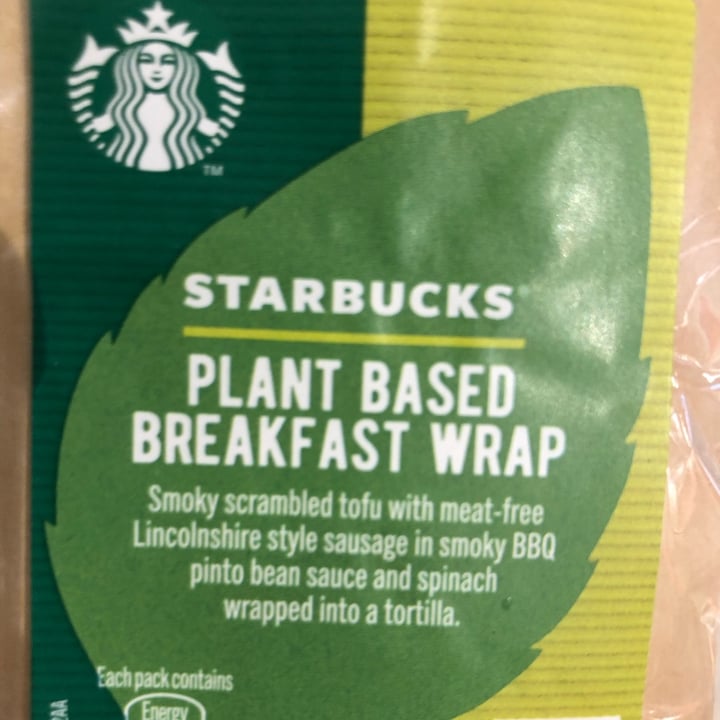 TM
STARBUCKS
PLANT BASED
BREAKFAST WRAP
Smoky scrambled tofu with meat-free
Lincolnshire style sausage in smoky BBQ
pinto bean sauce and spinach
wrapped into a tortilla.
Each pack contains
Energy